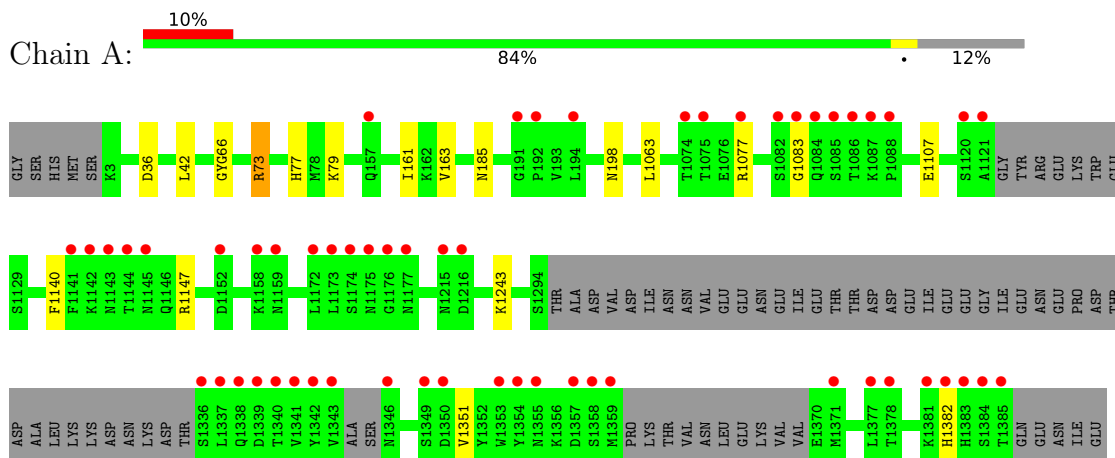 10%
Chain A:
84% • 12%
GLY SER HIS MET SER K3 D36 L42 GYG66 R73 H77 M78 K79 Q157 I161 K162 V163 N185 G191 P192 V193 L194 N198 L1063 T1074 T1075 E1076 R1077 S1082 G1083 Q1084 S1085 T1086 K1087 P1088 E1107 S1120 A1121 GLY TYR ARG GLU LYS TRP GLU
S1129 F1140 F1141 K1142 N1143 T1144 N1145 Q1146 R1147 D1152 K1158 N1159 L1172 L1173 S1174 N1175 G1176 N1177 N1215 D1216 K1243 S1294 THR ALA ASP VAL ASP ILE ASN ASN VAL GLU GLU ASN GLU ILE GLU THR THR ASP ASP GLU ILE GLU GLU GLU GLY ILE GLU ASN GLU PRO ASP THR
ASP ALA LEU LYS LYS ASP ASN LYS ASP THR S1336 L1337 Q1338 D1339 T1340 V1341 Y1342 V1343 ALA SER N1346 S1349 D1350 V1351 Y1352 W1353 Y1354 N1355 K1356 D1357 S1358 M1359 PRO LYS THR VAL ASN LEU GLU LYS VAL VAL E1370 M1371 L1377 T1378 K1381 H1382 H1383 S1384 T1385 GLN GLU ASN ILE GLU